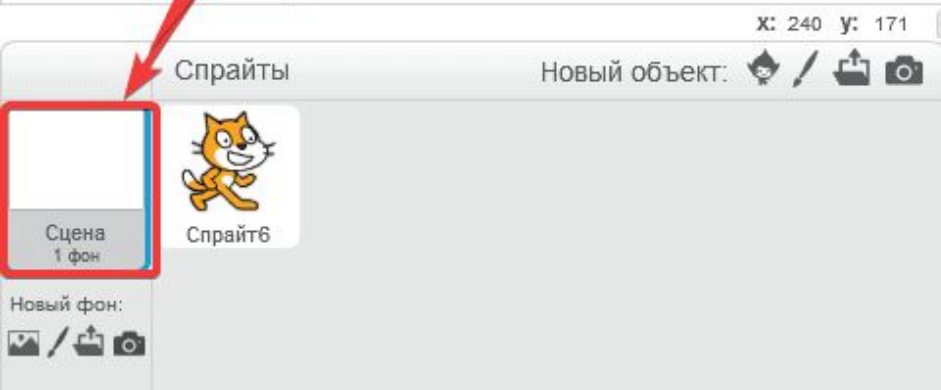 x: 240 y: 171
Спрайты Новый объект:
Сцена
1 фон
Спрайт6
Новый фон: